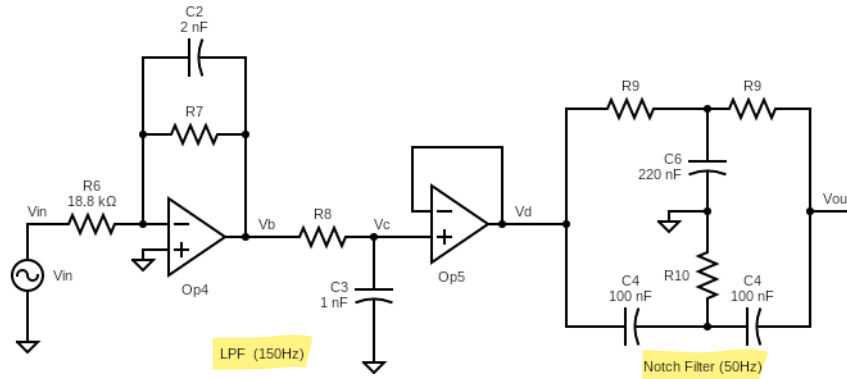 C2
2 nF
R7
R9
R9
R6
18.8 kΩ
C6
220 nF
Vin
Vb
R8
Vc
Vd
Vou
Vin
Op4
C3
1 nF
Op5
R10
C4
100 nF
C4
100 nF
LPF (150Hz)
Notch Filter (50Hz)